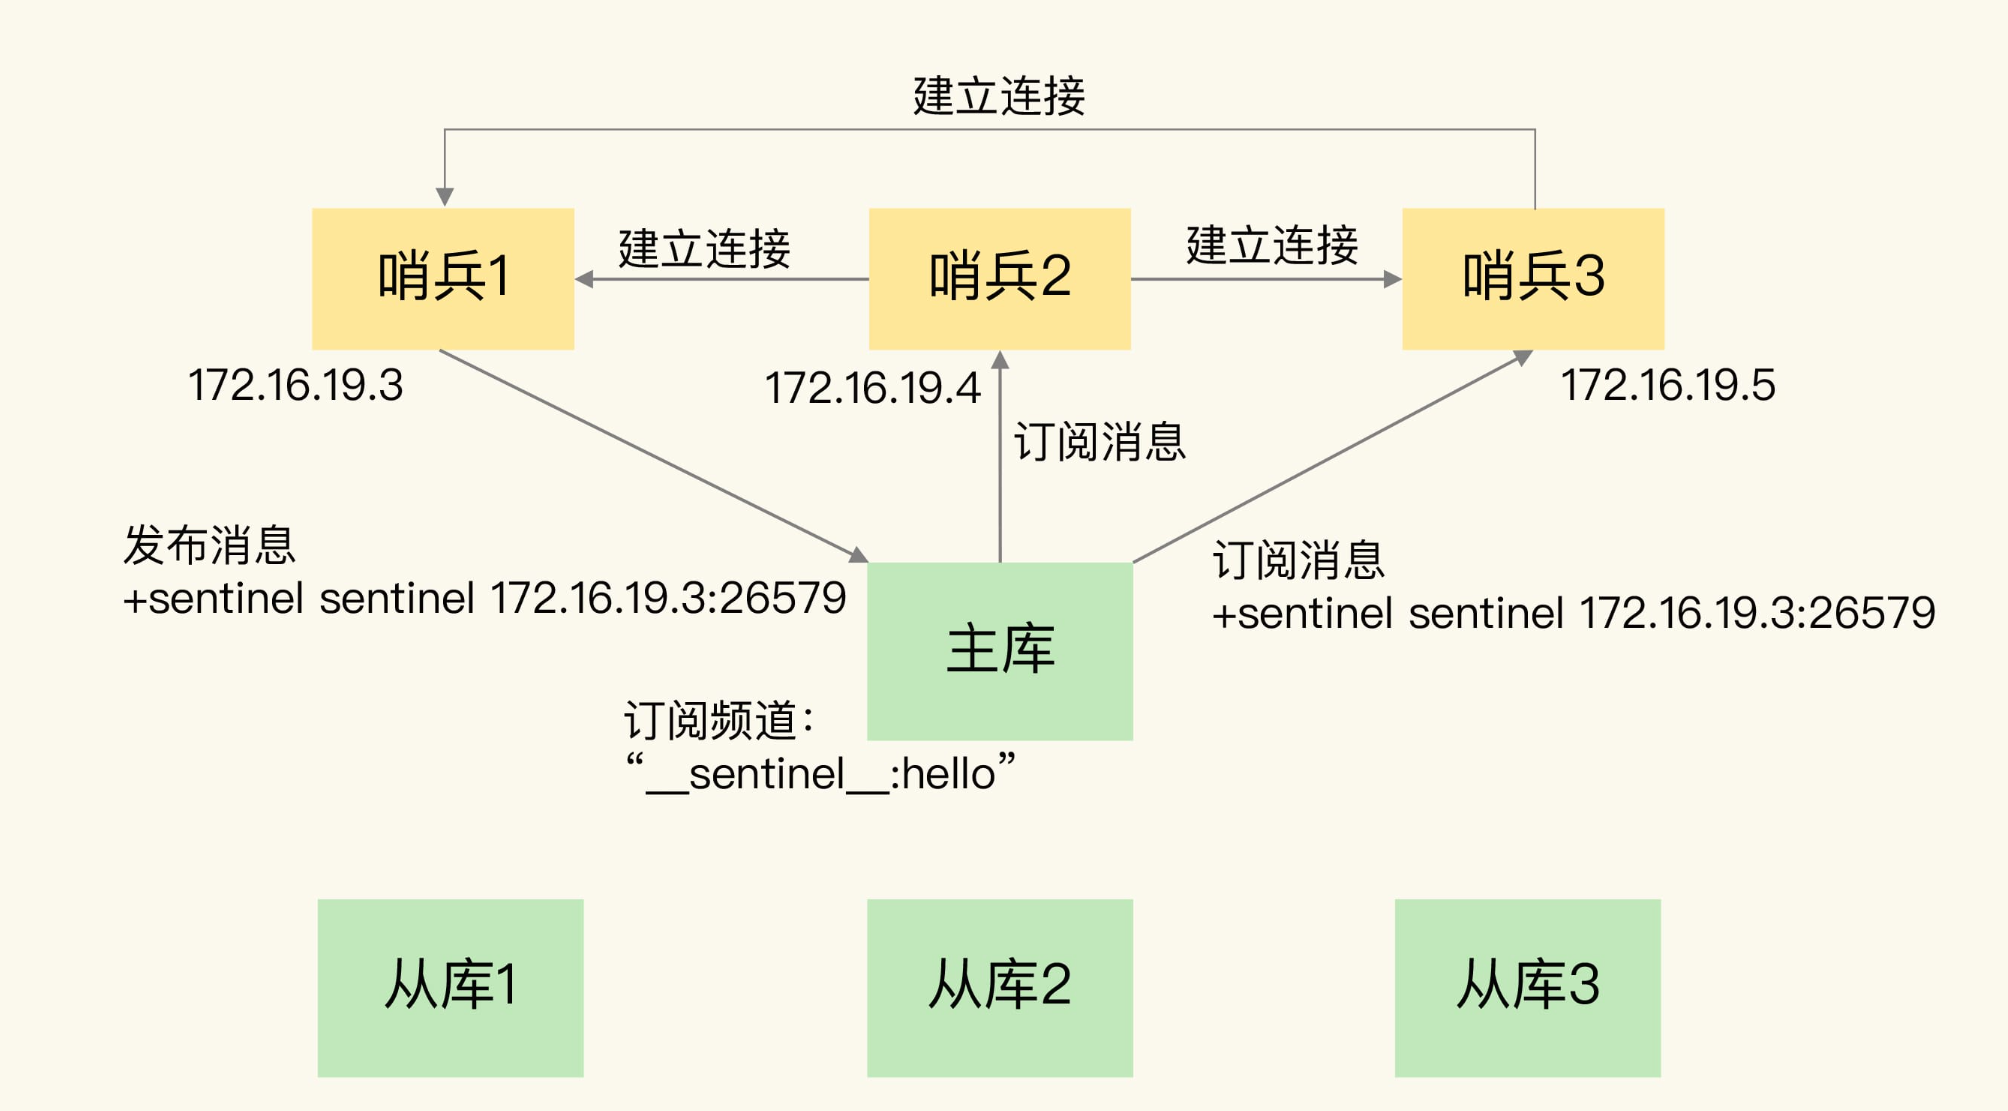 建立连接
哨兵1
建立连接
哨兵2
建立连接
哨兵3
172.16.19.3
172.16.19.4
172.16.19.5
订阅消息
发布消息
+sentinel sentinel 172.16.19.3:26579
订阅消息
+sentinel sentinel 172.16.19.3:26579
主库
订阅频道：
“__sentinel__:hello”
从库1
从库2
从库3